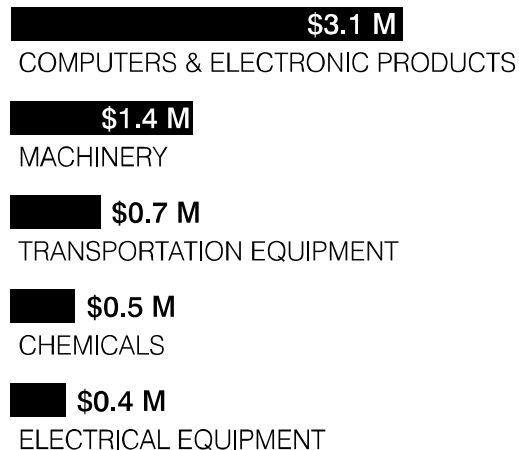 $3.1 M
COMPUTERS & ELECTRONIC PRODUCTS
$1.4 M
MACHINERY
$0.7 M
TRANSPORTATION EQUIPMENT
$0.5 M
CHEMICALS
$0.4 M
ELECTRICAL EQUIPMENT